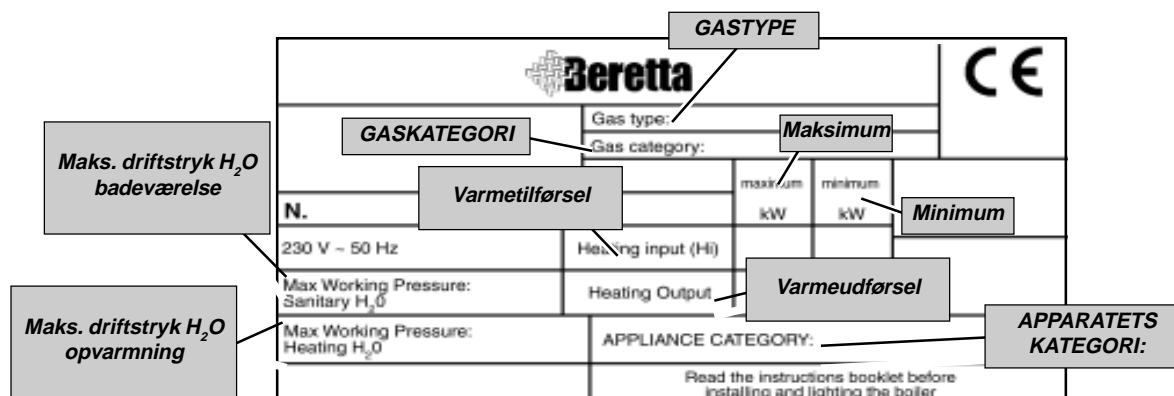 GASTYPE
Beretta
CE
Gas type:
GASKATEGORI
Maksimum
Gas category:
Maks. driftstryk H₂O
badeværelse
Varmetilførsel
maximum
minimum
N.
kW
kW
Minimum
230 V ~ 50 Hz
Heating input (Hi)
Max Working Pressure:
Sanitary H₂0
Heating Output
Varmeudførsel
Maks. driftstryk H₂O
opvarmning
Max Working Pressure:
Heating H₂0
APPLIANCE CATEGORY:
APPARATETS
KATEGORI:
Read the instructions booklet before
installing and lighting the boiler